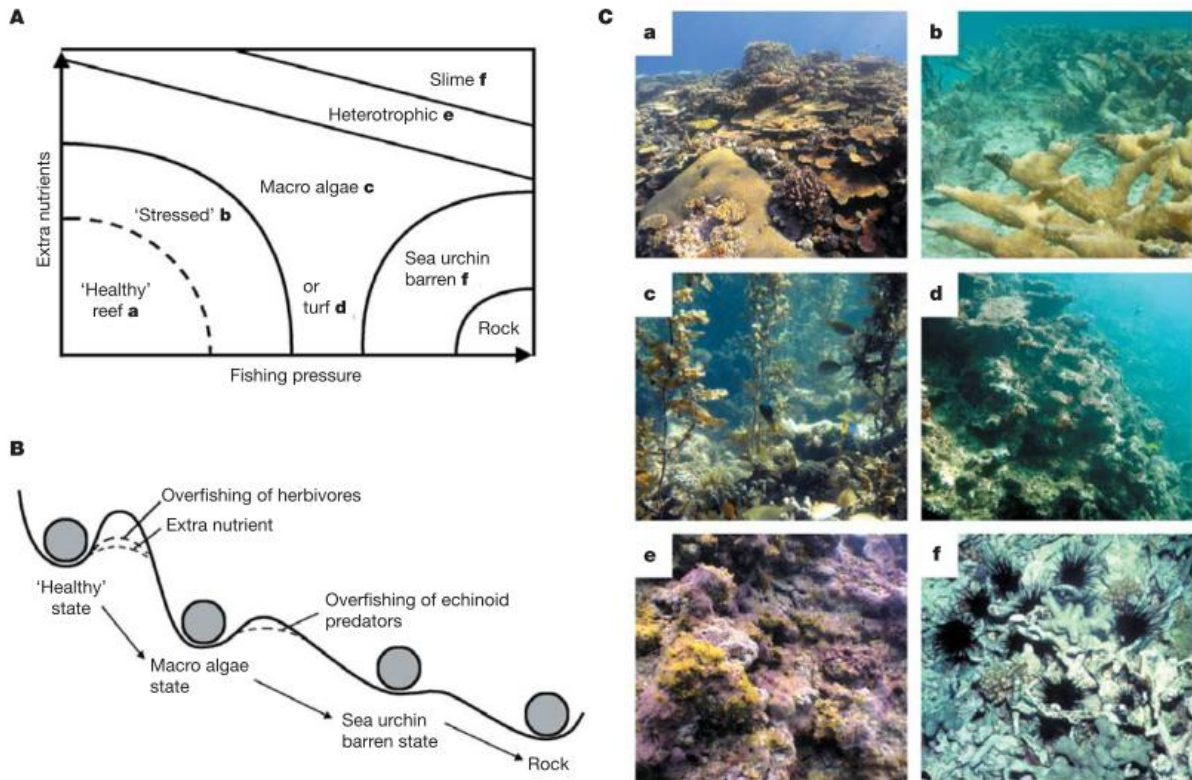 A
Extra nutrients
Slime f
Heterotrophic e
Macro algae c
'Stressed' b
Sea urchin
barren f
'Healthy'
reef a
or
turf d
Rock
Fishing pressure
B
Overfishing of herbivores
Extra nutrient
'Healthy'
state
Overfishing of echinoid
predators
Macro algae
state
Sea urchin
barren state
Rock
C
a
b
c
d
e
f